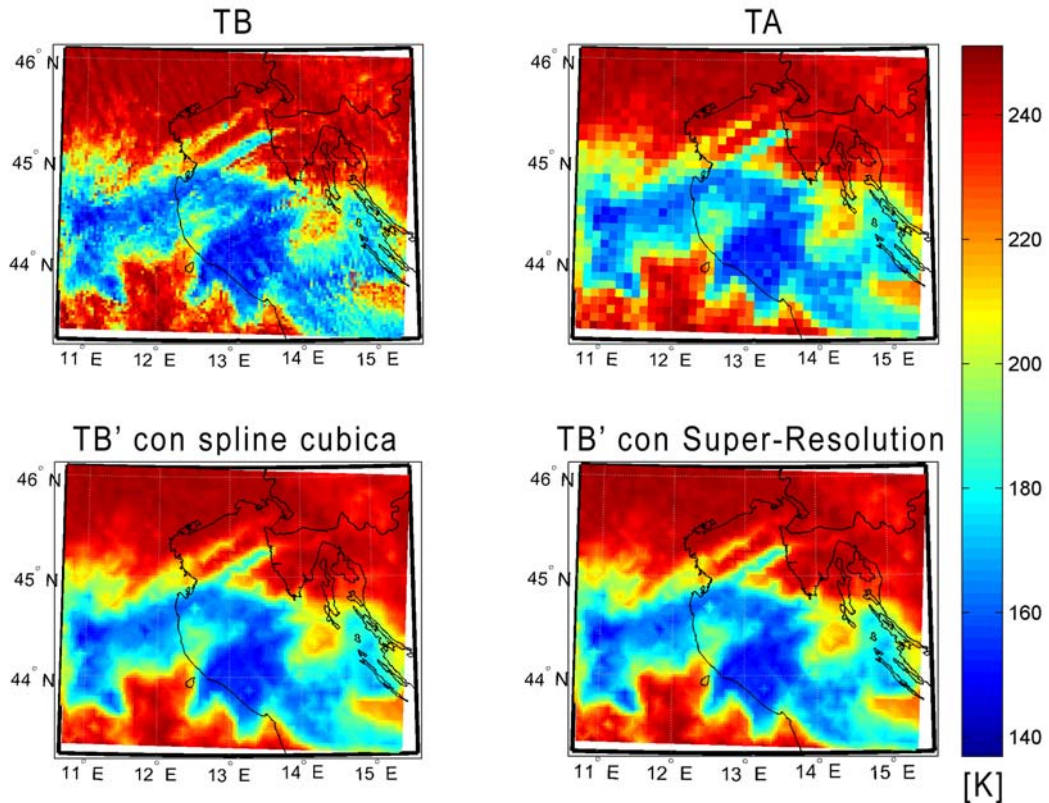 TB
TA
46° N
45° N
44° N
11° E 12° E 13° E 14° E 15° E
46° N
45° N
44° N
11° E 12° E 13° E 14° E 15° E
240
220
200
180
160
140
[K]
TB' con spline cubica
TB' con Super-Resolution
46° N
45° N
44° N
11° E 12° E 13° E 14° E 15° E
46° N
45° N
44° N
11° E 12° E 13° E 14° E 15° E